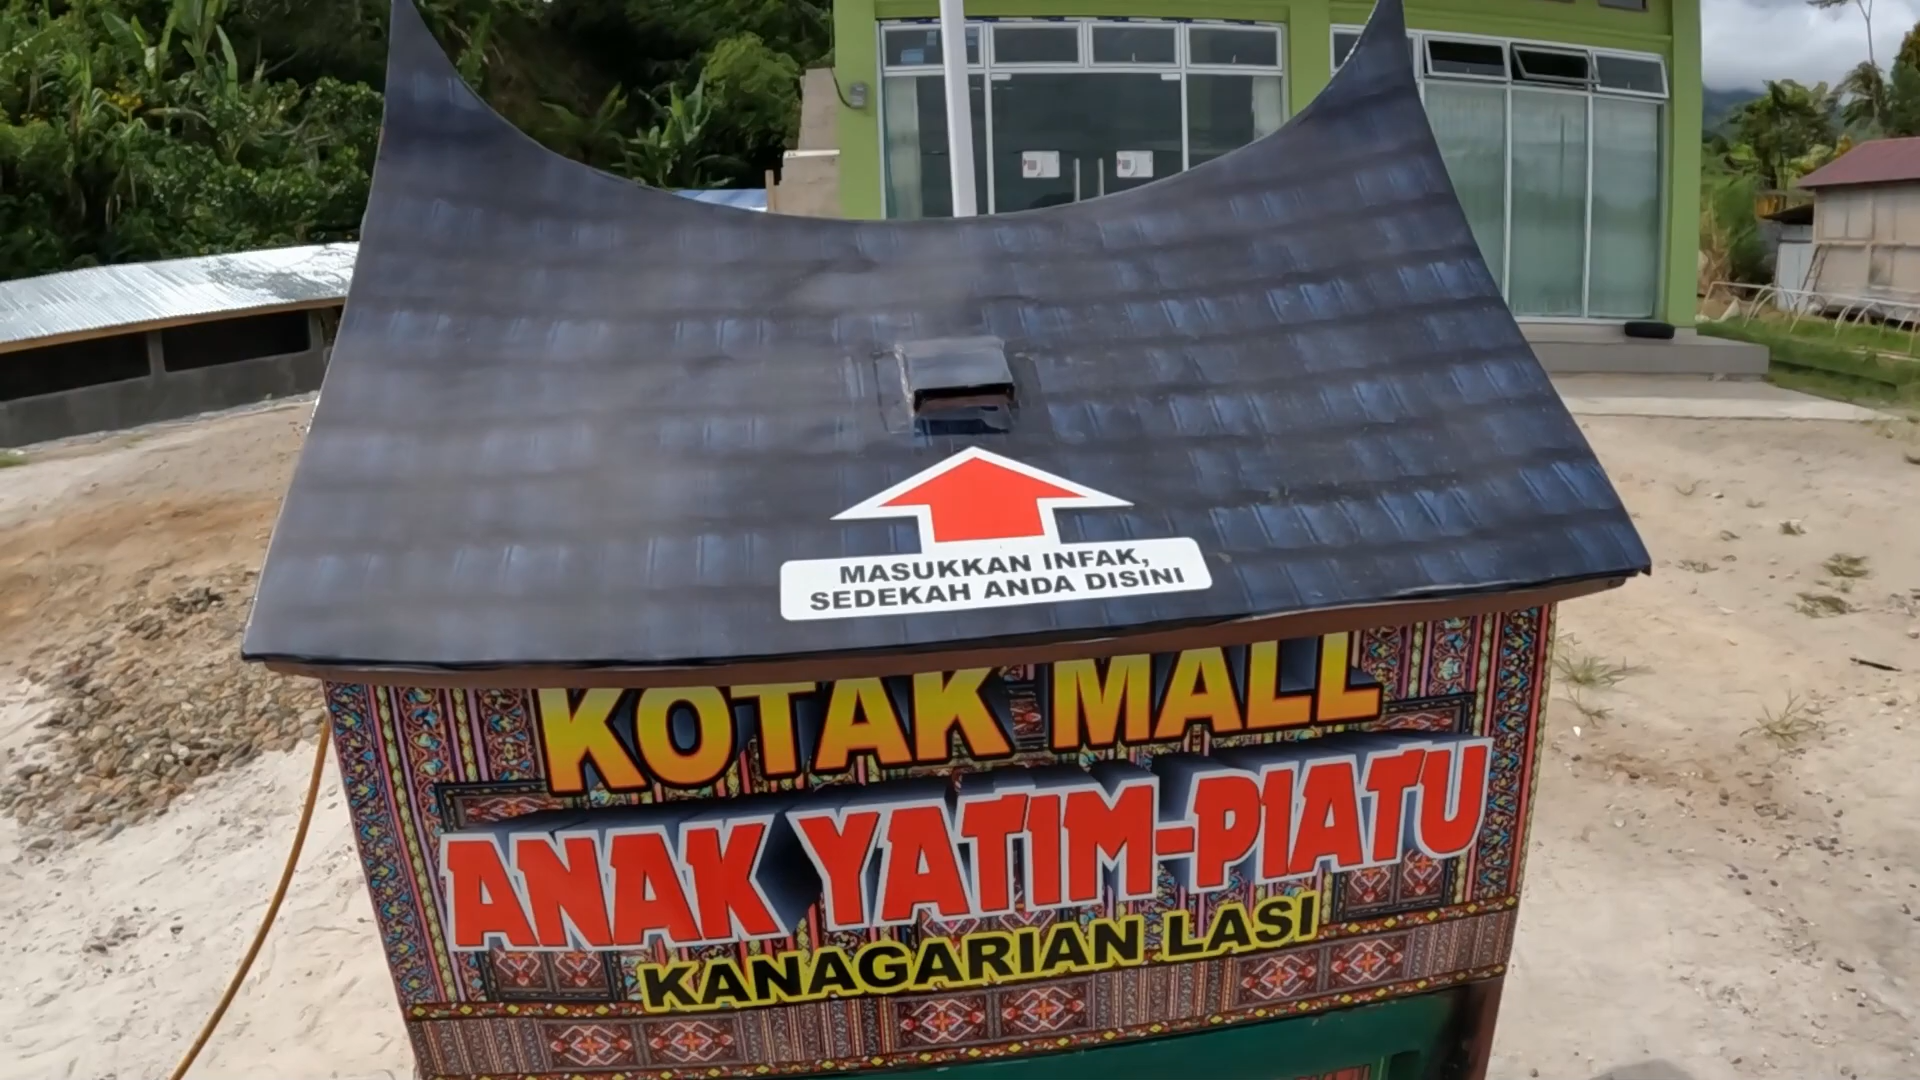 MASUKKAN INFAK,
SEDEKAH ANDA DISINI
KOTAK MALL
ANAK YATIM-PIATU
KANAGARIAN LASI